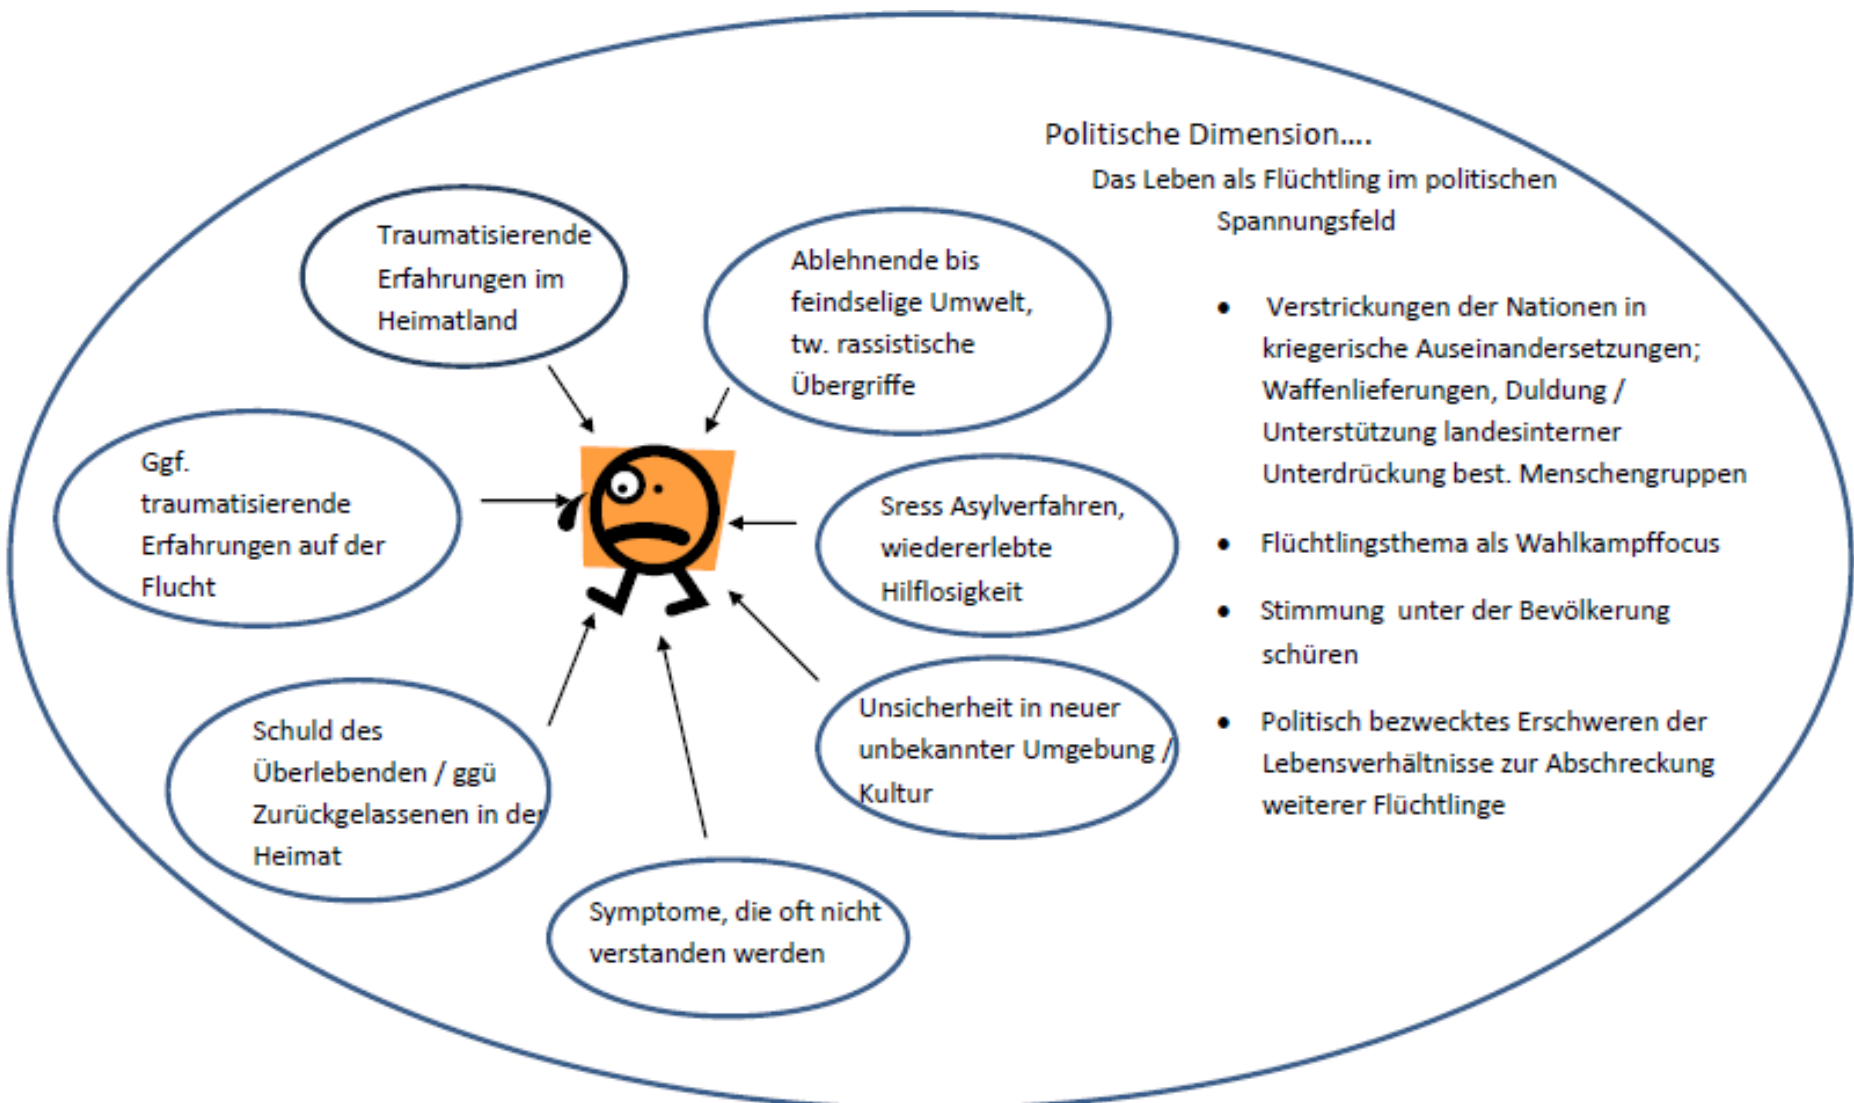 Politische Dimension....
Das Leben als Flüchtling im politischen
Spannungsfeld
Traumatisierende
Erfahrungen im
Heimatland
Ablehnende bis
feindselige Umwelt,
tw. rassistische
Übergriffe
Ggf.
traumatisierende
Erfahrungen auf der
Flucht
Sress Asylverfahren,
wiedererlebte
Hilflosigkeit
Schuld des
Überlebenden / ggü
Zurückgelassenen in der
Heimat
Unsicherheit in neuer
unbekannter Umgebung /
Kultur
Symptome, die oft nicht
verstanden werden
• Verstrickungen der Nationen in
kriegerische Auseinandersetzungen;
Waffenlieferungen, Duldung /
Unterstützung landesinterner
Unterdrückung best. Menschengruppen
• Flüchtlingsthema als Wahlkampffocus
• Stimmung unter der Bevölkerung
schüren
• Politisch bezwecktes Erschweren der
Lebensverhältnisse zur Abschreckung
weiterer Flüchtlinge